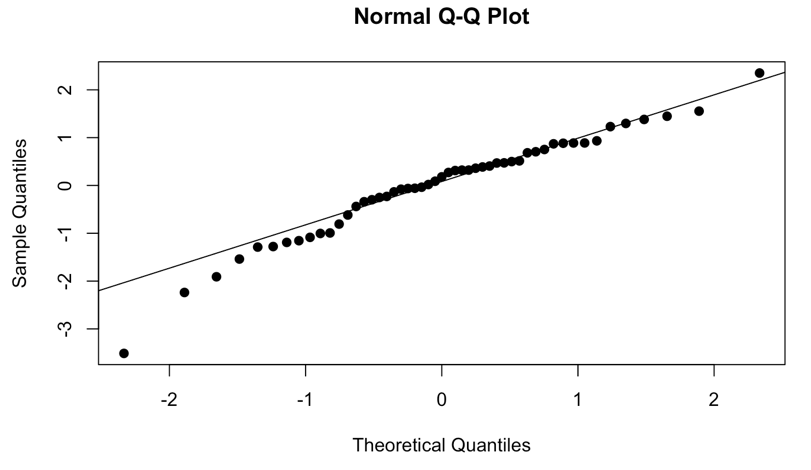 Normal Q-Q Plot
Sample Quantiles
2
1
0
-1
-2
-3
-2 -1 0 1 2
Theoretical Quantiles